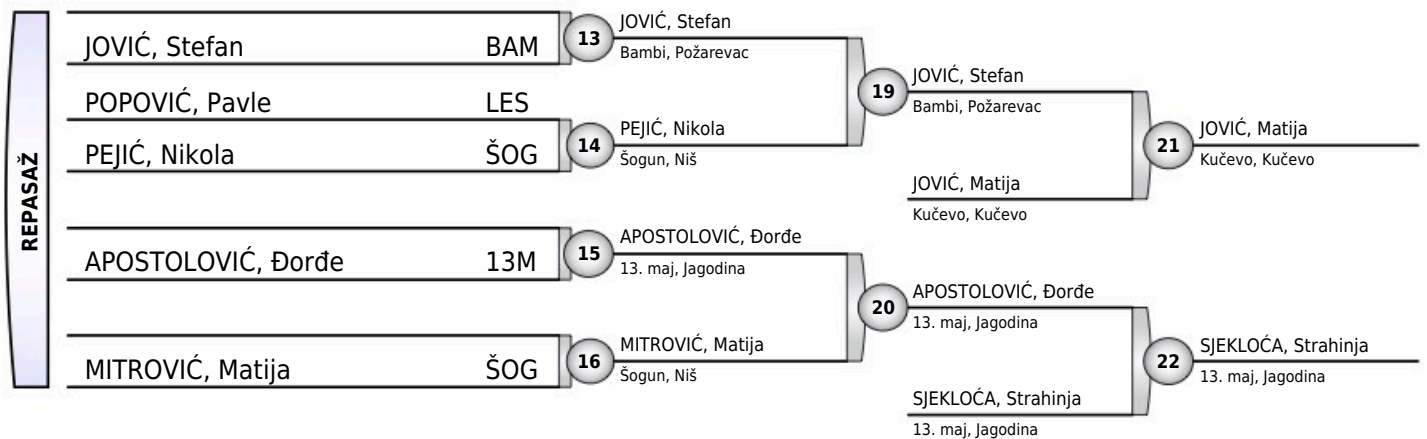 REPASAŽ
JOVIĆ, Stefan BAM
POPOVIĆ, Pavle LES
PEJIĆ, Nikola ŠOG
APOSTOLOVIĆ, Đorđe 13M
MITROVIĆ, Matija ŠOG
13
JOVIĆ, Stefan
Bambi, Požarevac
14
PEJIĆ, Nikola
Šogun, Niš
15
APOSTOLOVIĆ, Đorđe
13. maj, Jagodina
16
MITROVIĆ, Matija
Šogun, Niš
19
JOVIĆ, Stefan
Bambi, Požarevac
JOVIĆ, Matija
Kučevo, Kučevo
20
APOSTOLOVIĆ, Đorđe
13. maj, Jagodina
SJEKLOĆA, Strahinja
13. maj, Jagodina
21
JOVIĆ, Matija
Kučevo, Kučevo
22
SJEKLOĆA, Strahinja
13. maj, Jagodina